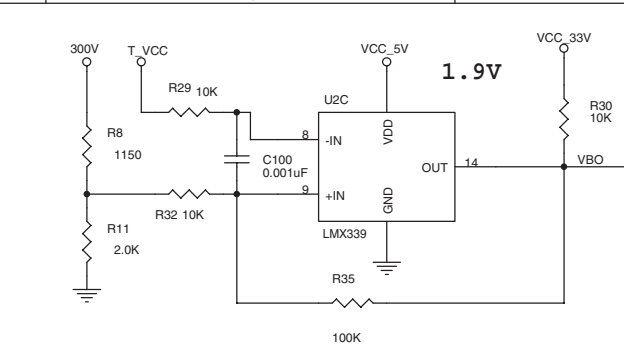 300V
T_VCC
VCC_5V
VCC_33V
1.9V
R29 10K
U2C
R30
10K
R8
1150
8
-IN
VDD
C100
0.001uF
OUT
14
VBO
9
+IN
GND
R32 10K
R11
2.0K
LMX339
R35
100K